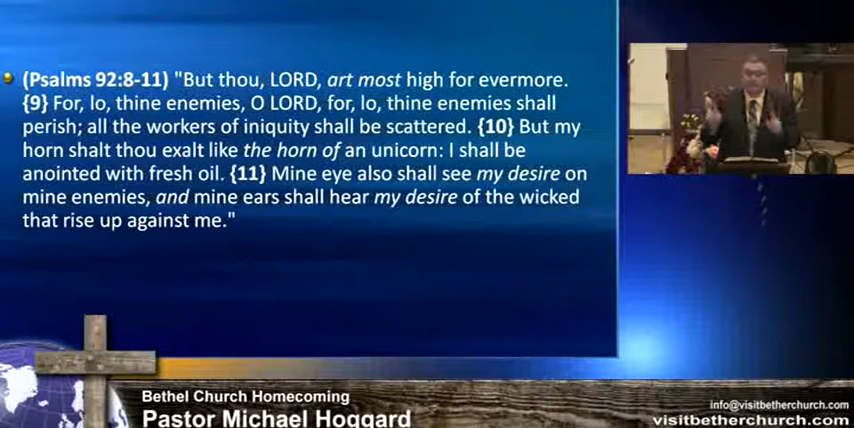 (Psalms 92:8-11) "But thou, LORD, art most high for evermore.
{9} For, lo, thine enemies, O LORD, for, lo, thine enemies shall
perish; all the workers of iniquity shall be scattered. {10} But my
horn shalt thou exalt like the horn of an unicorn: I shall be
anointed with fresh oil. {11} Mine eye also shall see my desire on
mine enemies, and mine ears shall hear my desire of the wicked
that rise up against me."
Bethel Church Homecoming
Pastor Michael Hoggard
info@visitbetherchurch.com
visitbetherchurch.com